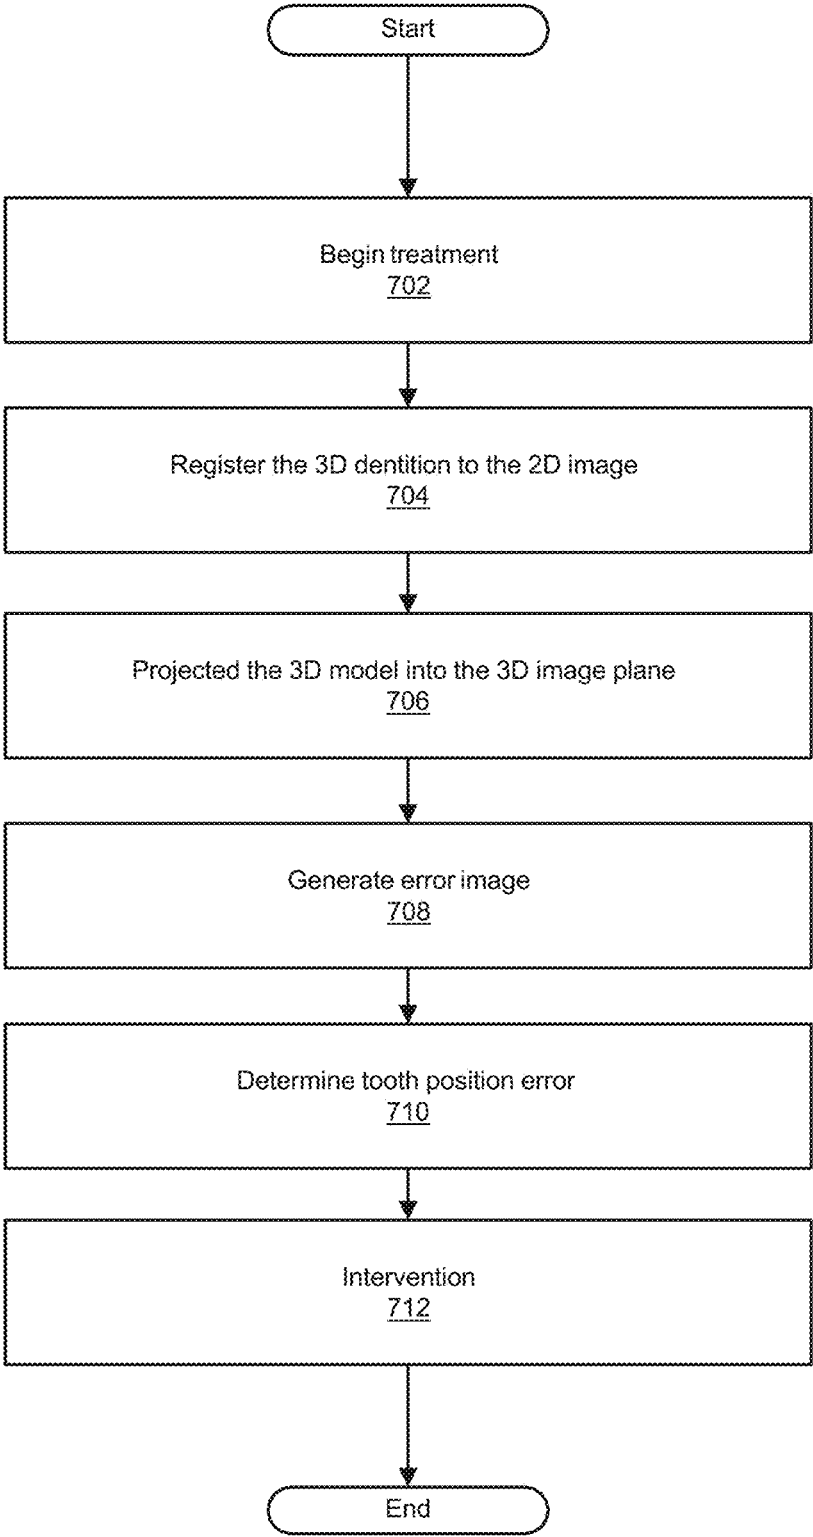 Start
Begin treatment
702
Register the 3D dentition to the 2D image
704
Projected the 3D model into the 3D image plane
706
Generate error image
708
Determine tooth position error
710
Intervention
712
End